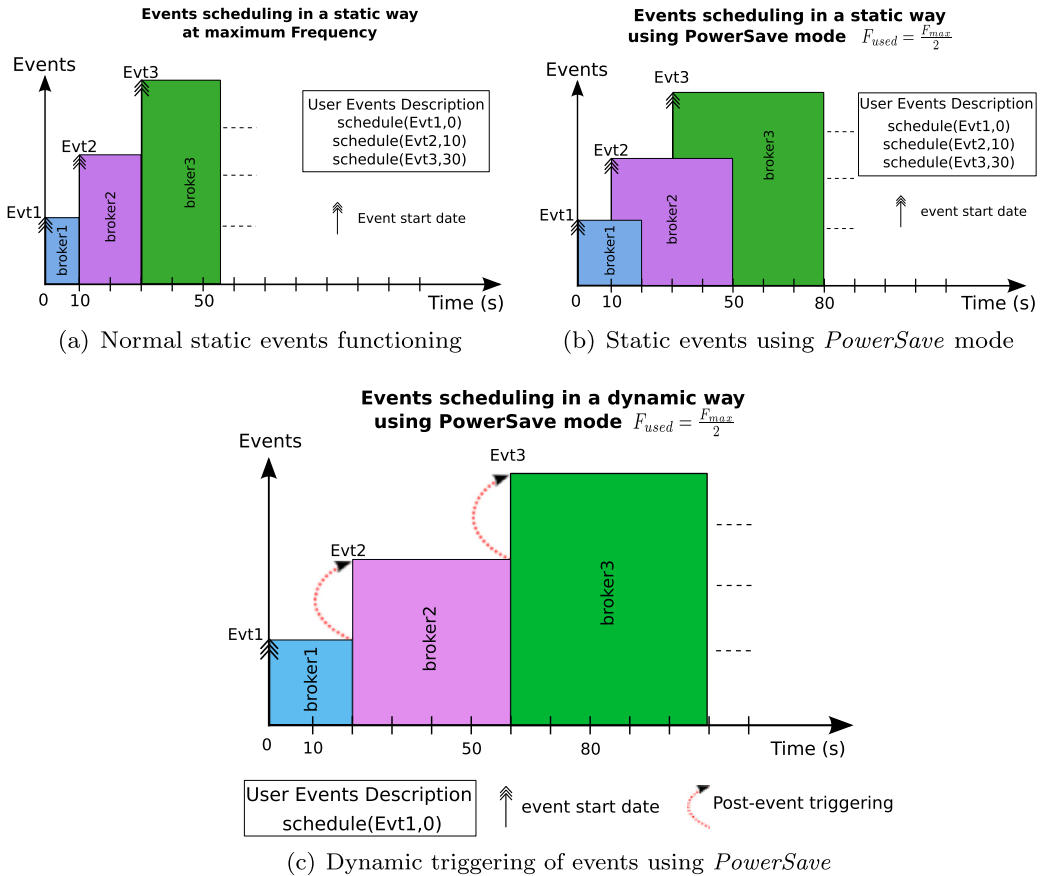 Events scheduling in a static way
at maximum Frequency
Events
Evt3
Evt2
Evt1
broker1
broker2
broker3
User Events Description
schedule(Evt1,0)
schedule(Evt2,10)
schedule(Evt3,30)
Event start date
0 10 50
Time (s)
(a) Normal static events functioning
Events scheduling in a static way
using PowerSave mode F_used = F_max/2
Events
Evt3
Evt2
Evt1
broker1
broker2
broker3
User Events Description
schedule(Evt1,0)
schedule(Evt2,10)
schedule(Evt3,30)
event start date
0 10 50 80
Time (s)
(b) Static events using PowerSave mode
Events scheduling in a dynamic way
using PowerSave mode F_used = F_max/2
Events
Evt3
Evt2
Evt1
broker1
broker2
broker3
0 10 50 80
Time (s)
User Events Description
schedule(Evt1,0)
event start date
Post-event triggering
(c) Dynamic triggering of events using PowerSave